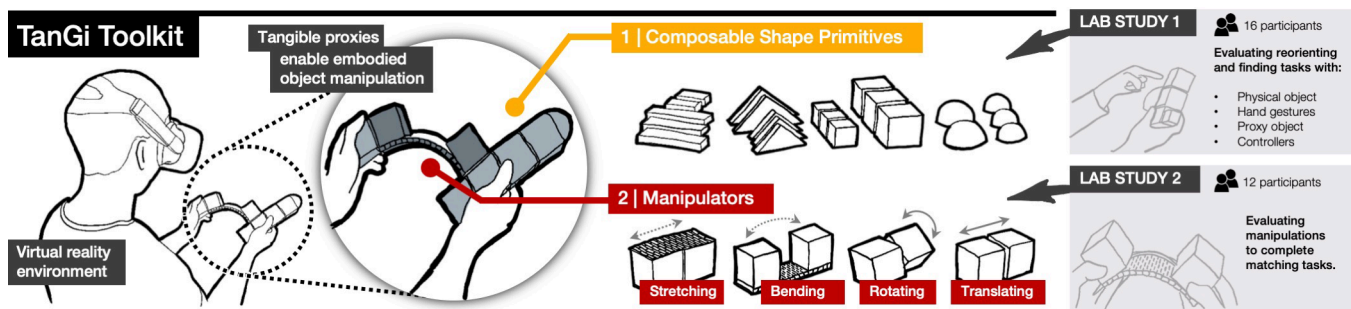 TanGi Toolkit
Tangible proxies
enable embodied
object manipulation
Virtual reality
environment
1 | Composable Shape Primitives
2 | Manipulators
Stretching
Bending
Rotating
Translating
LAB STUDY 1
16 participants
Evaluating reorienting
and finding tasks with:
• Physical object
• Hand gestures
• Proxy object
• Controllers
LAB STUDY 2
12 participants
Evaluating
manipulations
to complete
matching tasks.